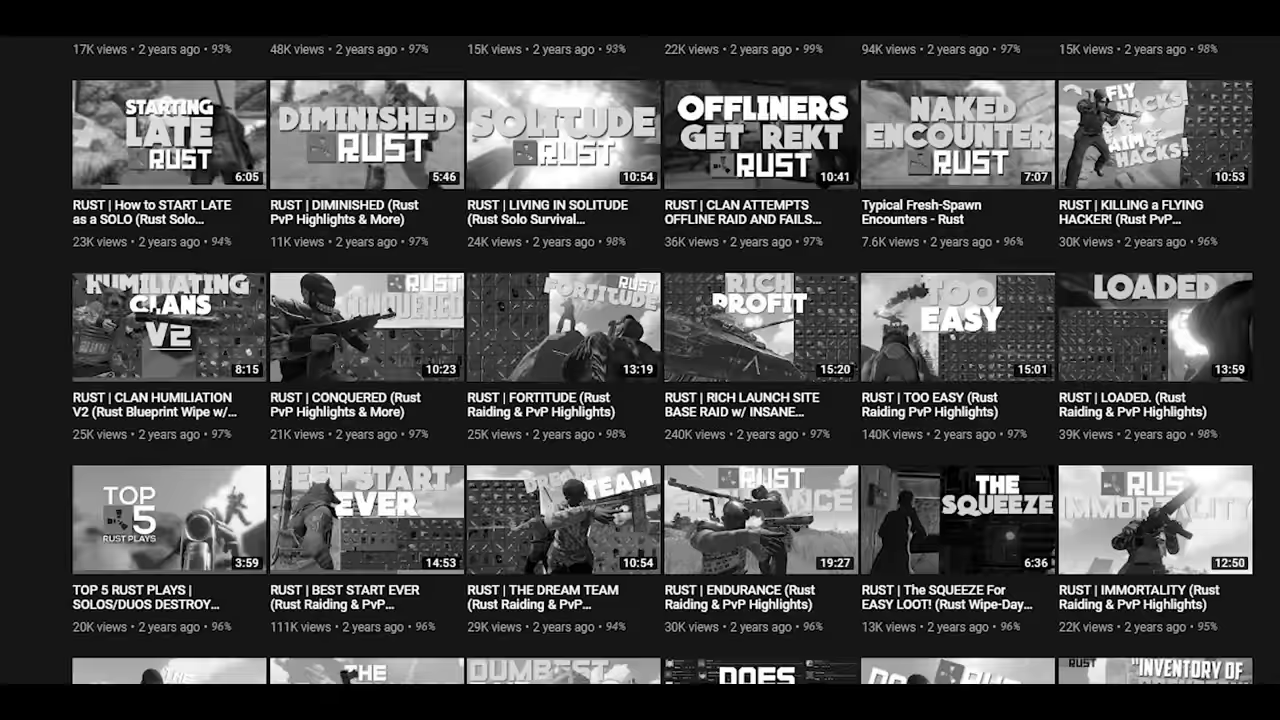 17K views • 2 years ago • 93%
48K views • 2 years ago • 97%
15K views • 2 years ago • 93%
22K views • 2 years ago • 99%
94K views • 2 years ago • 97%
15K views • 2 years ago • 98%
STARTING
LATE
RUST
6:05
DIMINISHED
RUST
5:46
SOLITUDE
RUST
10:54
OFFLINERS
GET REKT
RUST
10:41
NAKED
ENCOUNTER
RUST
7:07
FLY
HACKS!
AIM
HACKS!
10:53
RUST | How to START LATE
as a SOLO (Rust Solo...
23K views • 2 years ago • 94%
RUST | DIMINISHED (Rust
PvP Highlights & More)
11K views • 2 years ago • 97%
RUST | LIVING IN SOLITUDE
(Rust Solo Survival...
24K views • 2 years ago • 98%
RUST | CLAN ATTEMPTS
OFFLINE RAID AND FAILS...
36K views • 2 years ago • 97%
Typical Fresh-Spawn
Encounters - Rust
7.6K views • 2 years ago • 96%
RUST | KILLING a FLYING
HACKER! (Rust PvP...
30K views • 2 years ago • 96%
HUMILIATING
CLANS
V2
8:15
RUST
CONQUERED
10:23
RUST
FORTITUDE
13:19
RICH
PROFIT
15:20
TOO
EASY
15:01
LOADED
13:59
RUST | CLAN HUMILIATION
V2 (Rust Blueprint Wipe w/...
25K views • 2 years ago • 97%
RUST | CONQUERED (Rust
PvP Highlights & More)
21K views • 2 years ago • 97%
RUST | FORTITUDE (Rust
Raiding & PvP Highlights)
25K views • 2 years ago • 98%
RUST | RICH LAUNCH SITE
BASE RAID w/ INSANE...
240K views • 2 years ago • 97%
RUST | TOO EASY (Rust
Raiding PvP Highlights)
140K views • 2 years ago • 97%
RUST | LOADED. (Rust
Raiding & PvP Highlights)
39K views • 2 years ago • 98%
TOP
5
RUST PLAYS
3:59
BEST START
EVER
14:53
DREAM TEAM
10:54
RUST
ENDURANCE
19:27
THE
SQUEEZE
6:36
RUST
IMMORTALITY
12:50
TOP 5 RUST PLAYS |
SOLOS/DUOS DESTROY...
20K views • 2 years ago • 96%
RUST | BEST START EVER
(Rust Raiding & PvP...
111K views • 2 years ago • 96%
RUST | THE DREAM TEAM
(Rust Raiding & PvP...
29K views • 2 years ago • 94%
RUST | ENDURANCE (Rust
Raiding & PvP Highlights)
30K views • 2 years ago • 96%
RUST | The SQUEEZE For
EASY LOOT! (Rust Wipe-Day...
13K views • 2 years ago • 96%
RUST | IMMORTALITY (Rust
Raiding & PvP Highlights)
22K views • 2 years ago • 95%
THE
THE
DUMBEST
DOES
RUST
"INVENTORY OF